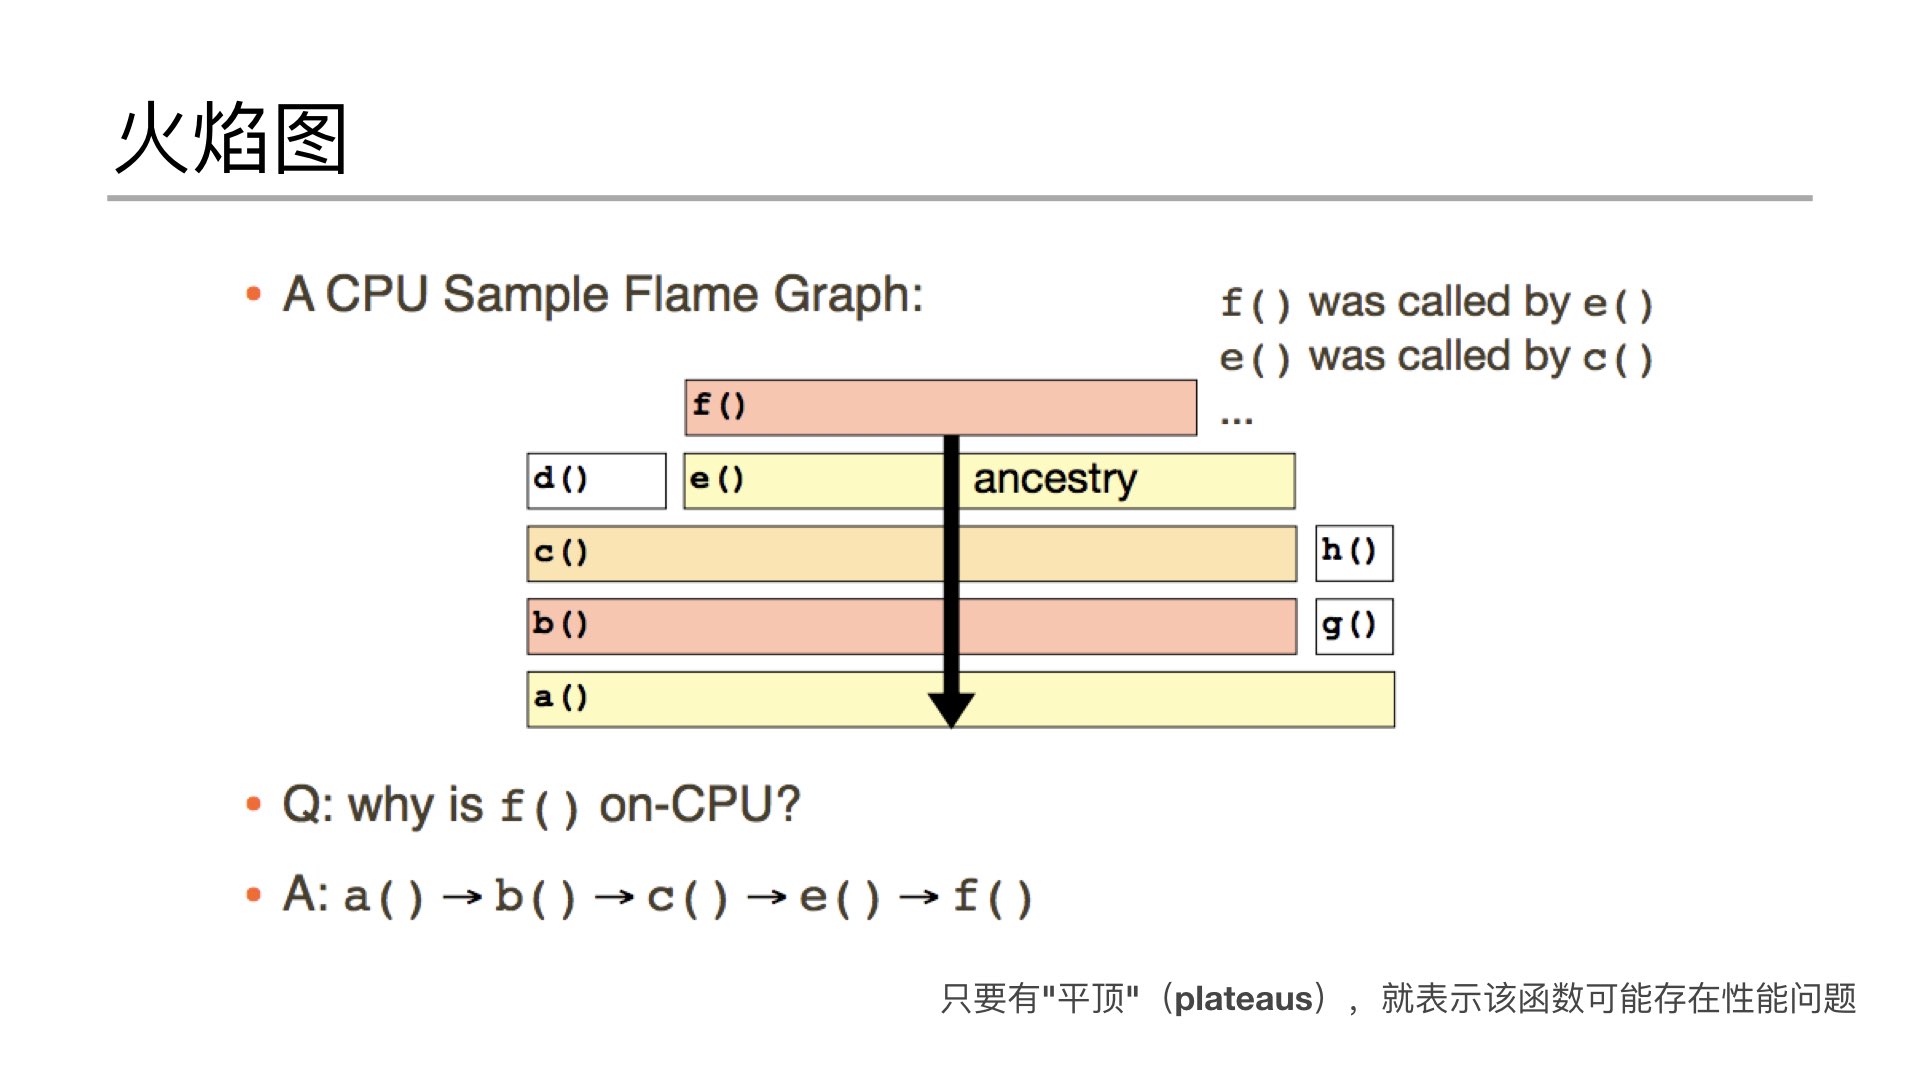 火焰图
• A CPU Sample Flame Graph:
f() was called by e()
e() was called by c()
...
f()
d()
e()
ancestry
c()
h()
b()
g()
a()
• Q: why is f() on-CPU?
• A: a() → b() → c() → e() → f()
只要有"平顶"（plateaus），就表示该函数可能存在性能问题